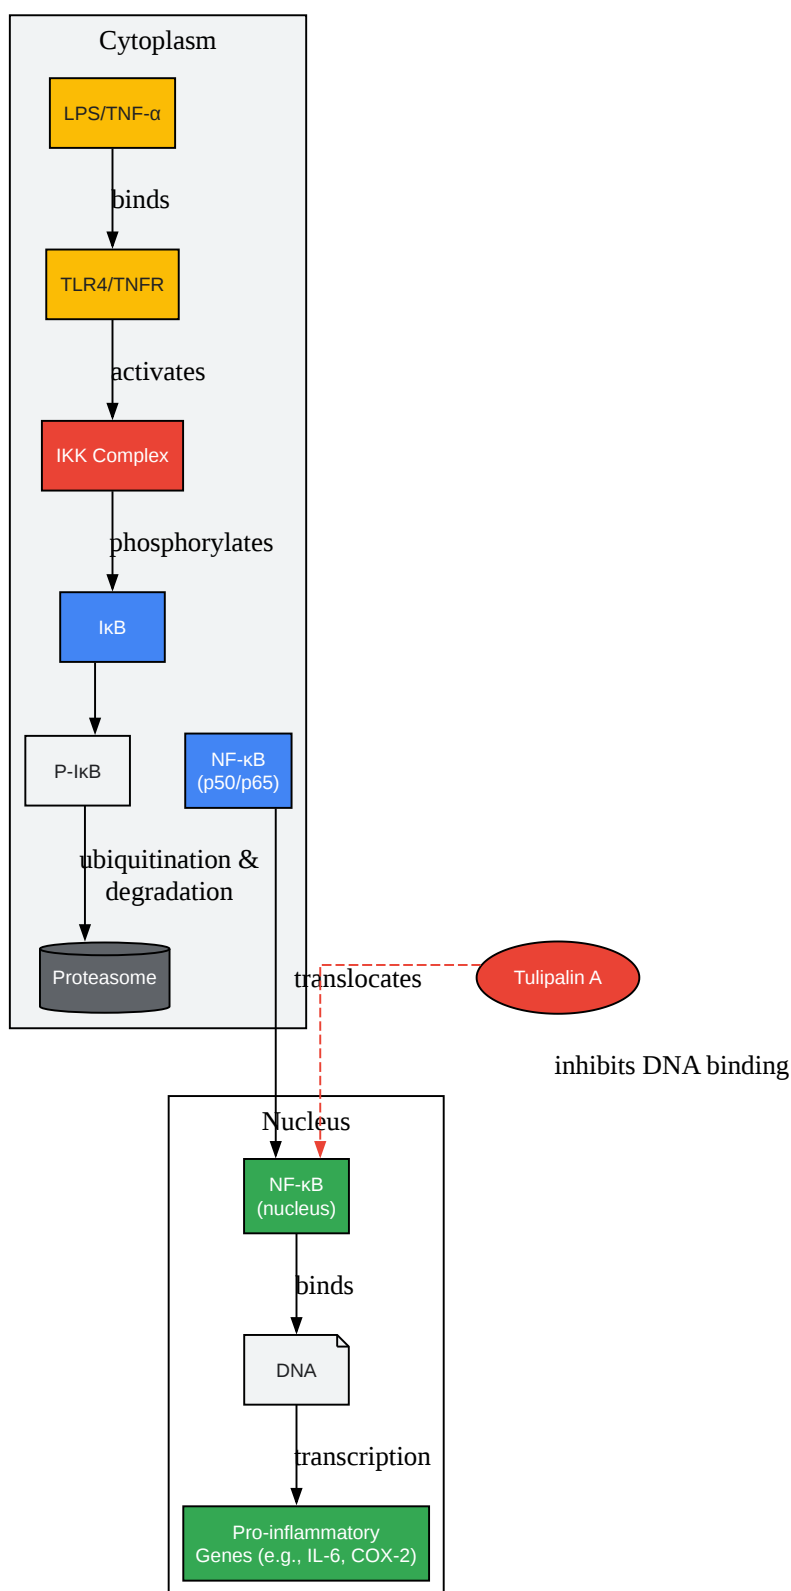 Cytoplasm
LPS/TNF-α
binds
TLR4/TNFR
activates
IKK Complex
phosphorylates
IκB
P-IκB
NF-κB
(p50/p65)
ubiquitination &
degradation
Proteasome
translocates
Tulipalin A
inhibits DNA binding
Nucleus
NF-κB
(nucleus)
binds
DNA
transcription
Pro-inflammatory
Genes (e.g., IL-6, COX-2)